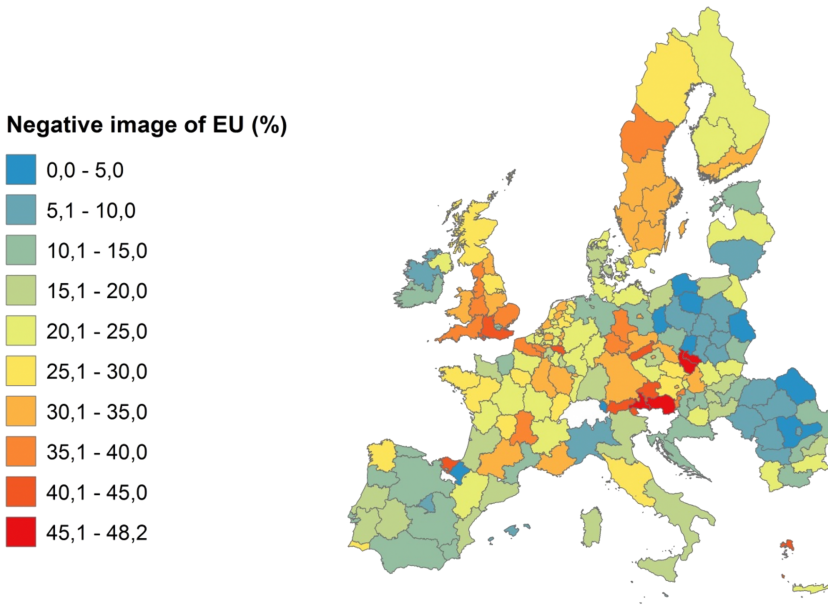 Negative image of EU (%)
0,0 - 5,0
5,1 - 10,0
10,1 - 15,0
15,1 - 20,0
20,1 - 25,0
25,1 - 30,0
30,1 - 35,0
35,1 - 40,0
40,1 - 45,0
45,1 - 48,2